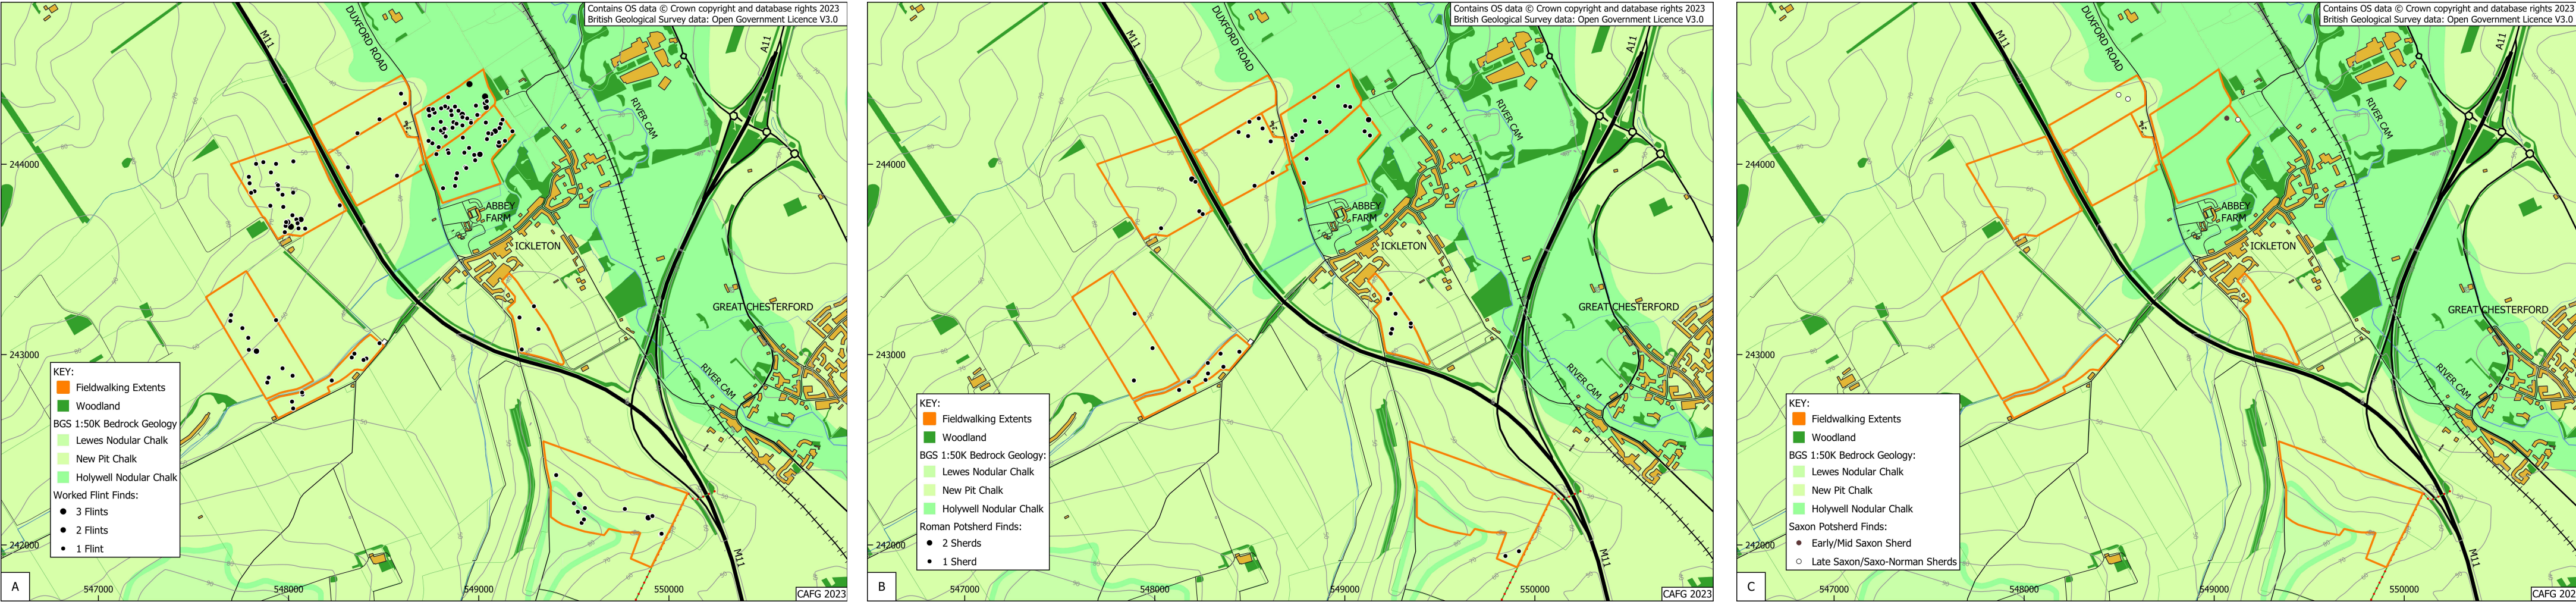 Contains OS data © Crown copyright and database rights 2023
British Geological Survey data: Open Government Licence V3.0
M11
DUXFORD ROAD
A11
RIVER CAM
244000
ABBEY
FARM
ICKLETON
GREAT CHESTERFORD
243000
RIVER CAM
KEY:
Fieldwalking Extents
Woodland
BGS 1:50K Bedrock Geology
Lewes Nodular Chalk
New Pit Chalk
Holywell Nodular Chalk
Worked Flint Finds:
3 Flints
2 Flints
1 Flint
242000
M11
A
547000
548000
549000
550000
CAFG 2023
Contains OS data © Crown copyright and database rights 2023
British Geological Survey data: Open Government Licence V3.0
M11
DUXFORD ROAD
A11
RIVER CAM
244000
ABBEY
FARM
ICKLETON
GREAT CHESTERFORD
243000
RIVER CAM
KEY:
Fieldwalking Extents
Woodland
BGS 1:50K Bedrock Geology:
Lewes Nodular Chalk
New Pit Chalk
Holywell Nodular Chalk
Roman Potsherd Finds:
2 Sherds
1 Sherd
242000
M11
B
547000
548000
549000
550000
CAFG 2023
Contains OS data © Crown copyright and database rights 2023
British Geological Survey data: Open Government Licence V3.0
M11
DUXFORD ROAD
A11
RIVER CAM
244000
ABBEY
FARM
ICKLETON
GREAT CHESTERFORD
243000
RIVER CAM
KEY:
Fieldwalking Extents
Woodland
BGS 1:50K Bedrock Geology:
Lewes Nodular Chalk
New Pit Chalk
Holywell Nodular Chalk
Saxon Potsherd Finds:
Early/Mid Saxon Sherd
Late Saxon/Saxo-Norman Sherds
242000
M11
C
547000
548000
549000
550000
CAFG 202